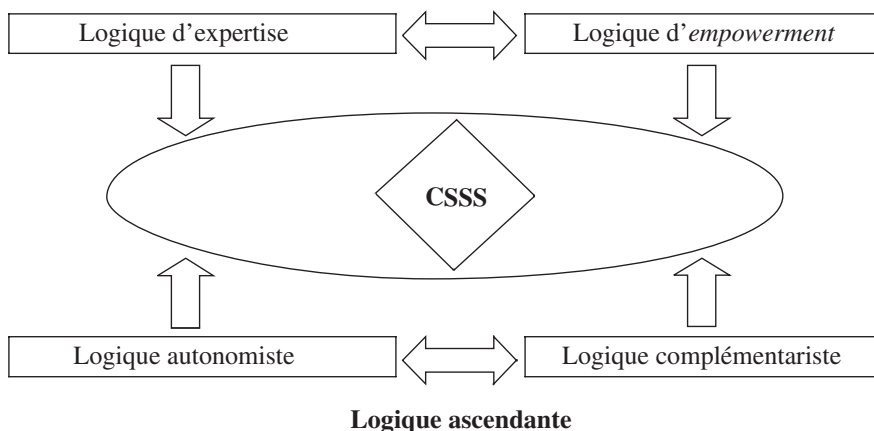 Logique d’expertise
Logique d’empowerment
CSSS
Logique autonomiste
Logique complémentariste
Logique ascendante